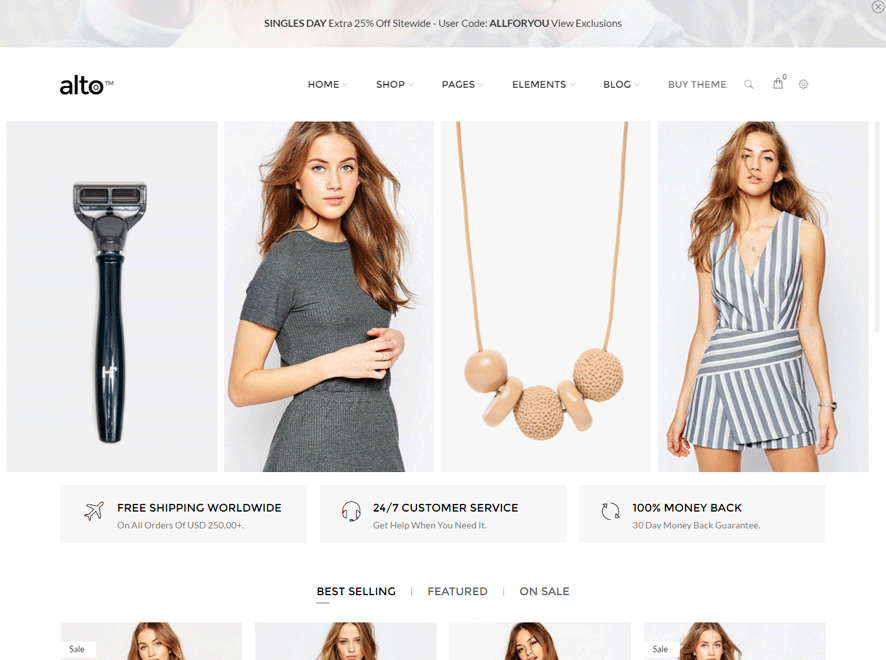 SINGLES DAY Extra 25% Off Sitewide - User Code: ALLFORYOU View Exclusions
alto™
HOME SHOP PAGES ELEMENTS BLOG BUY THEME 0
H'
FREE SHIPPING WORLDWIDE
On All Orders Of USD 250,00+.
24/7 CUSTOMER SERVICE
Get Help When You Need It.
100% MONEY BACK
30 Day Money Back Guarantee.
BEST SELLING | FEATURED | ON SALE
Sale
Sale